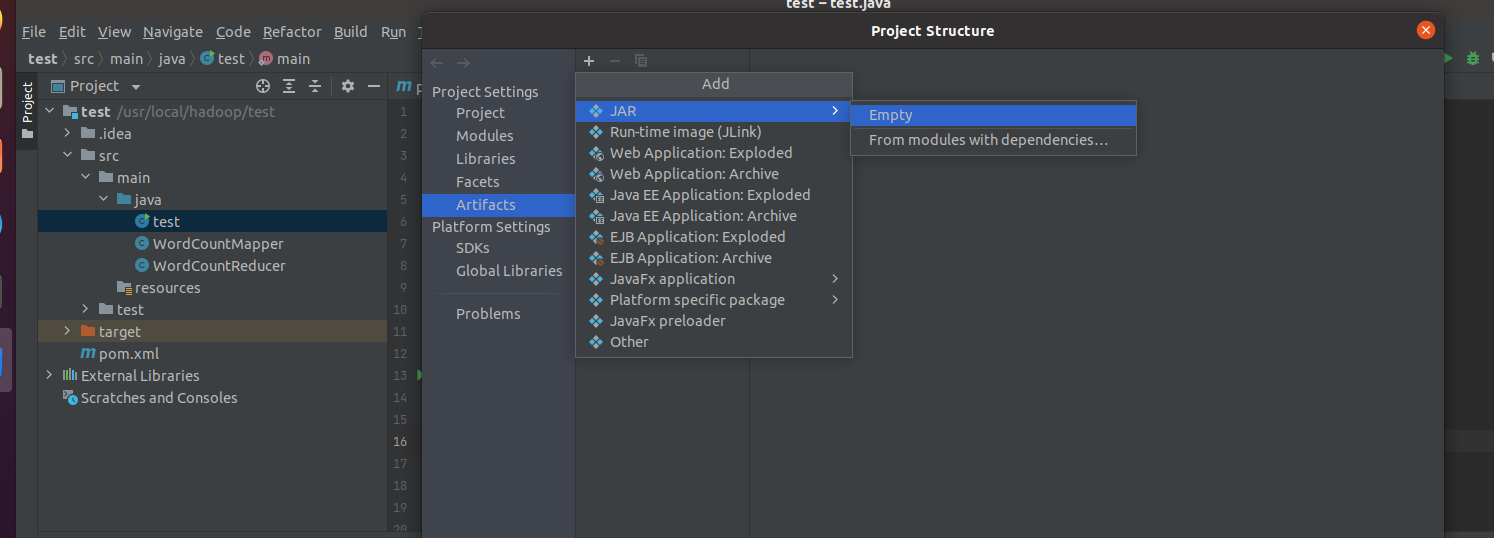 test – test.java
File Edit View Navigate Code Refactor Build Run
test src main java test main
Project
Project
test /usr/local/hadoop/test
.idea
src
main
java
test
WordCountMapper
WordCountReducer
resources
test
target
pom.xml
External Libraries
Scratches and Consoles
1
2
3
4
5
6
7
8
9
10
11
12
13
14
15
16
17
18
19
20
Project Structure
Project Settings
Project
Modules
Libraries
Facets
Artifacts
Platform Settings
SDKs
Global Libraries
Problems
Add
JAR
Run-time image (JLink)
Web Application: Exploded
Web Application: Archive
Java EE Application: Exploded
Java EE Application: Archive
EJB Application: Exploded
EJB Application: Archive
JavaFx application
Platform specific package
JavaFx preloader
Other
Empty
From modules with dependencies...